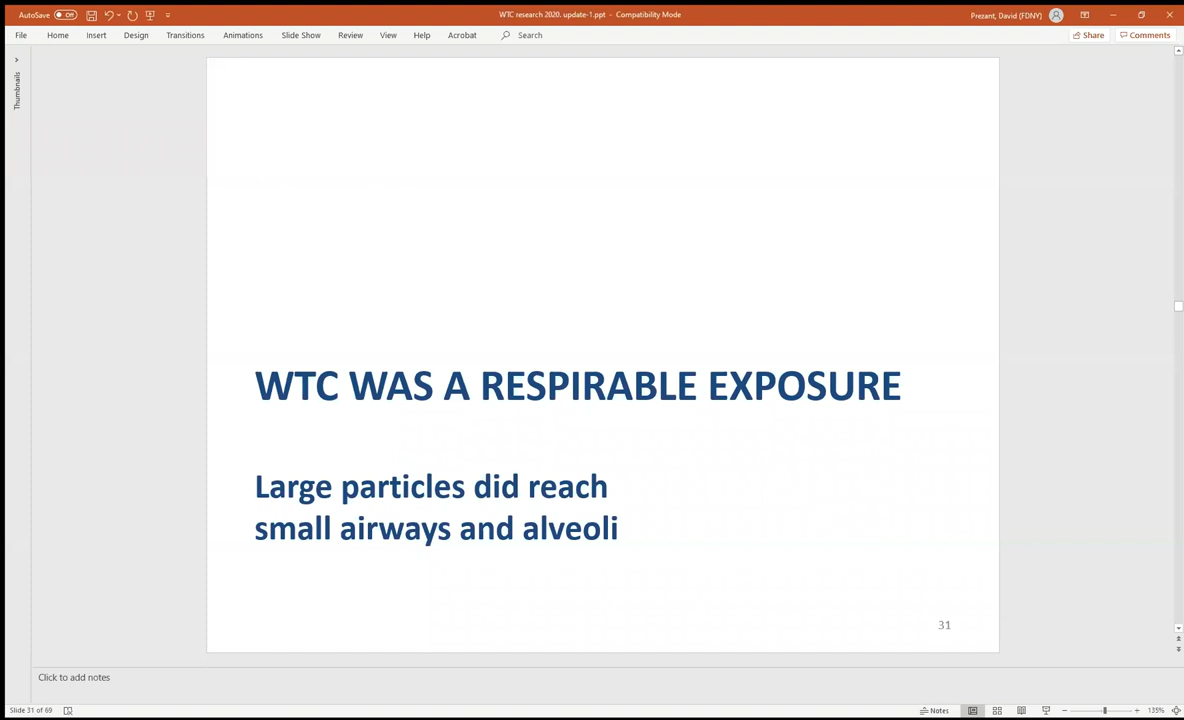 AutoSave Off
WTC research 2020. update-1.ppt - Compatibility Mode
Prezant, David (FDNY)
File Home Insert Design Transitions Animations Slide Show Review View Help Acrobat Search
Share Comments
Thumbnails
WTC WAS A RESPIRABLE EXPOSURE
Large particles did reach
small airways and alveoli
31
Click to add notes
Slide 31 of 69
Notes
135%